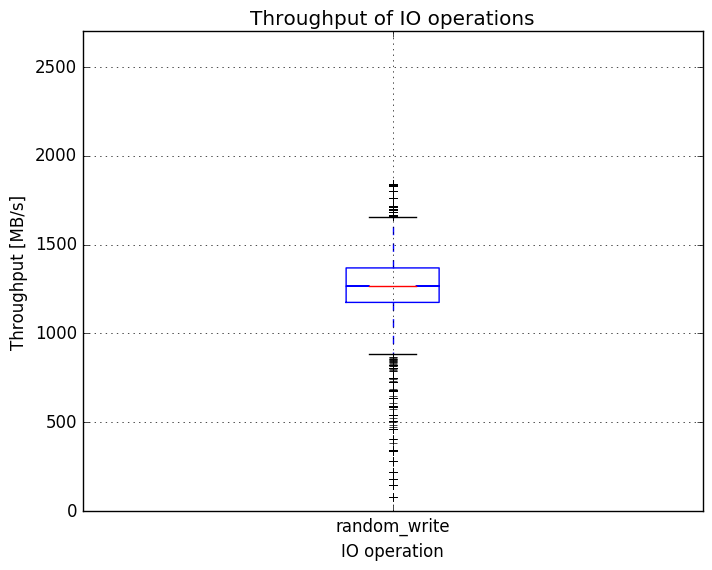 Throughput of IO operations
2500
2000
1500
1000
500
0
Throughput [MB/s]
random_write
IO operation